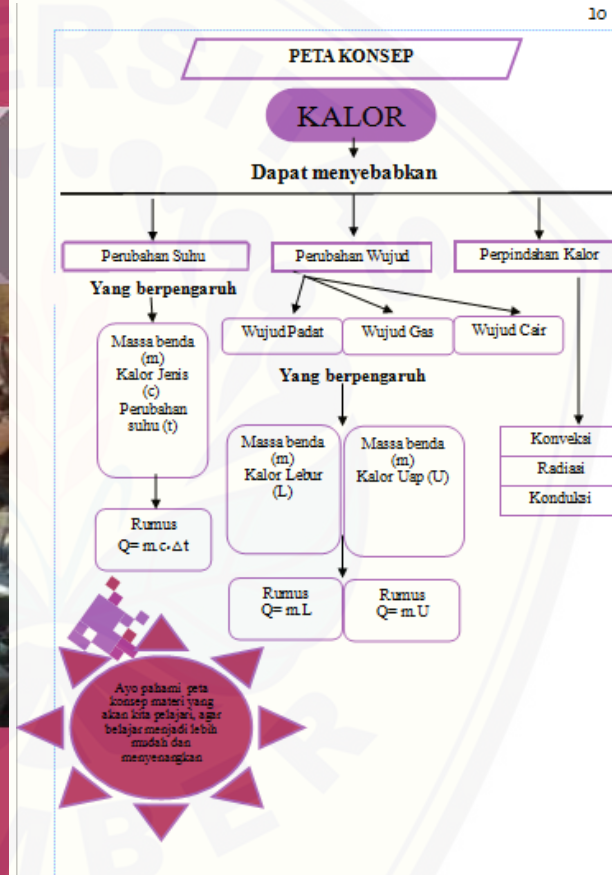 10
PETA KONSEP
KALOR
Dapat menyebabkan
Perubahan Suhu
Perubahan Wujud
Perpindahan Kalor
Yang berpengaruh
Massa benda
(m)
Kalor Jenis
(c)
Perubahan
suhu (t)
Rumus
Q= m.c.Δt
Wujud Padat
Wujud Gas
Wujud Cair
Yang berpengaruh
Massa benda
(m)
Kalor Lebur
(L)
Massa benda
(m)
Kalor Uap (U)
Rumus
Q= m.L
Rumus
Q= m.U
Konveksi
Radiasi
Konduksi
Ayo pahami peta
konsep materi yang
akan kita pelajari, agar
belajar menjadi lebih
mudah dan
menyenangkan